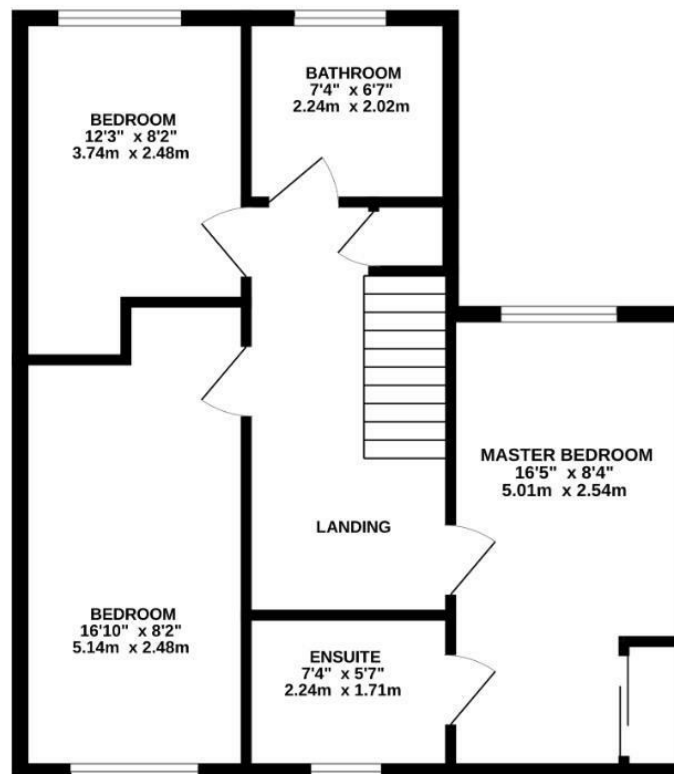 BATHROOM
7'4" x 6'7"
2.24m x 2.02m
BEDROOM
12'3" x 8'2"
3.74m x 2.48m
MASTER BEDROOM
16'5" x 8'4"
5.01m x 2.54m
LANDING
BEDROOM
16'10" x 8'2"
5.14m x 2.48m
ENSUITE
7'4" x 5'7"
2.24m x 1.71m